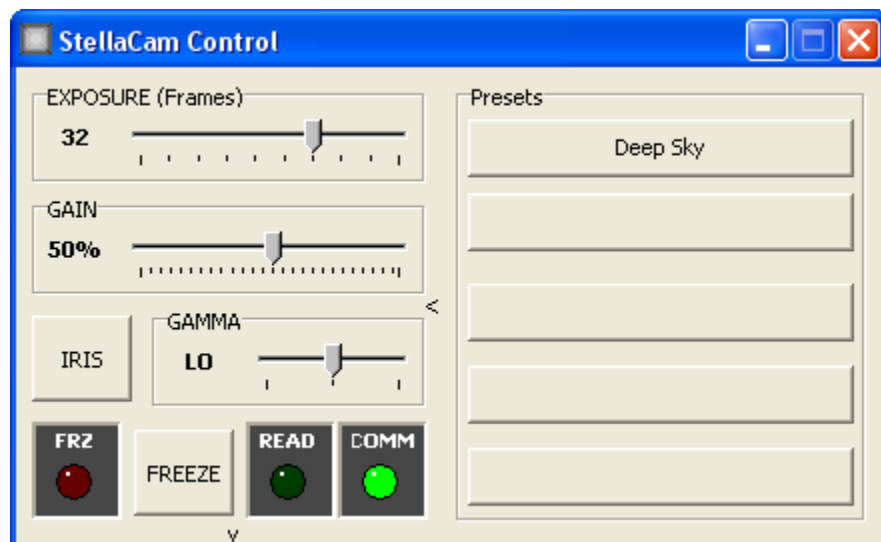 StellaCam Control
EXPOSURE (Frames)
32
GAIN
50%
<
IRIS
GAMMA
LO
FRZ
FREEZE
READ
COMM
v
Presets
Deep Sky